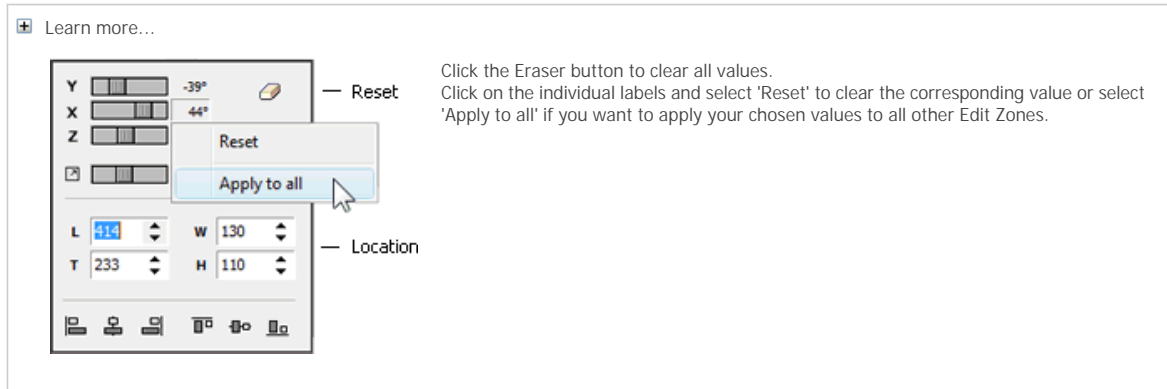 Learn more...
Click the Eraser button to clear all values.
Click on the individual labels and select 'Reset' to clear the corresponding value or select
'Apply to all' if you want to apply your chosen values to all other Edit Zones.
Y -39°
Reset
X 44°
Z
Reset
Apply to all
L 414 W 130
Location
T 233 H 110